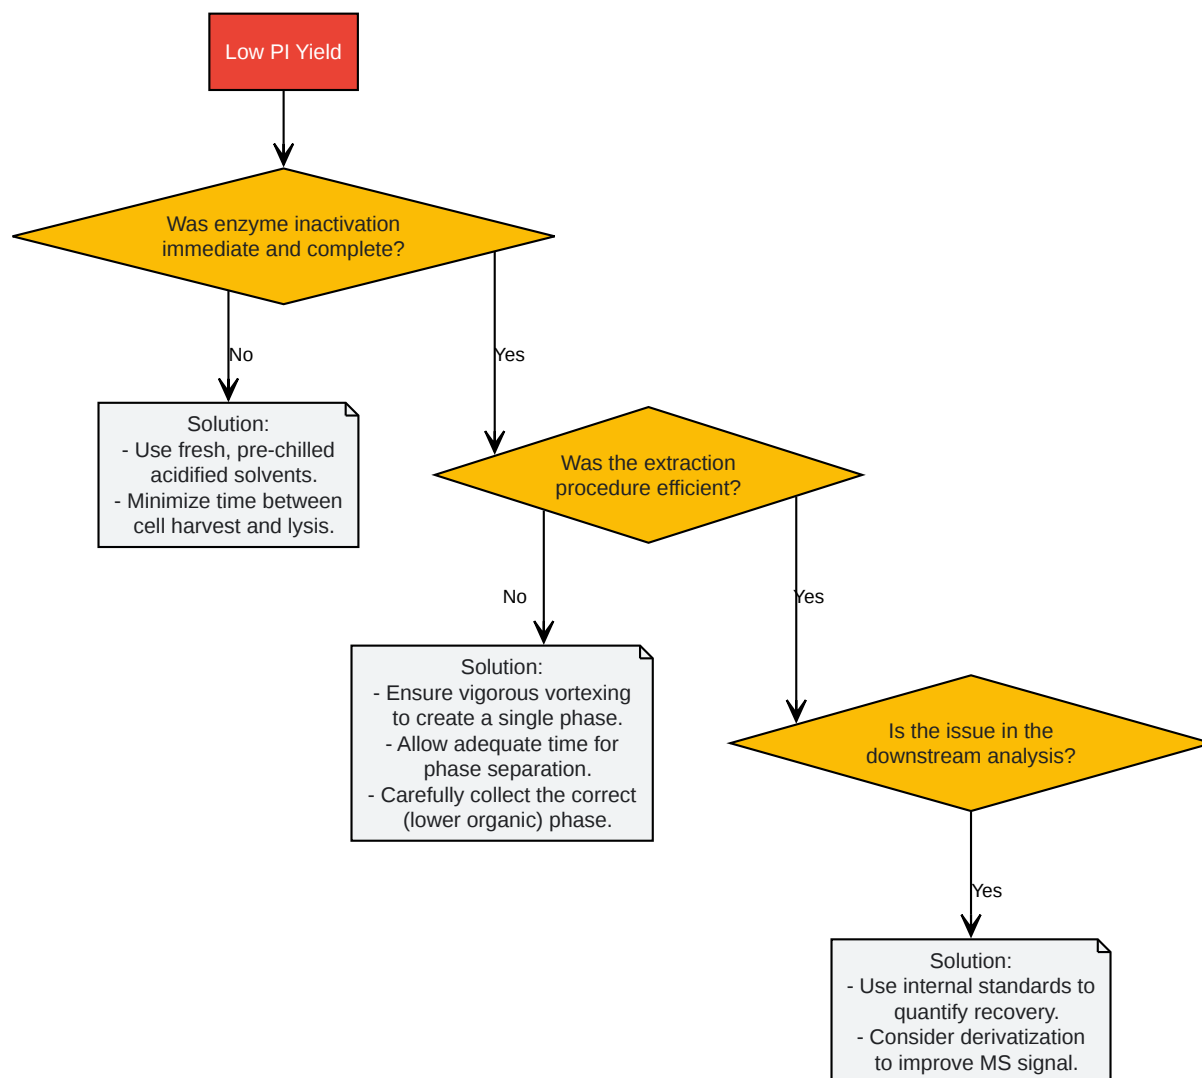 Low PI Yield
Was enzyme inactivation
immediate and complete?
No
Yes
Solution:
- Use fresh, pre-chilled
acidified solvents.
- Minimize time between
cell harvest and lysis.
Was the extraction
procedure efficient?
No
Yes
Solution:
- Ensure vigorous vortexing
to create a single phase.
- Allow adequate time for
phase separation.
- Carefully collect the correct
(lower organic) phase.
Is the issue in the
downstream analysis?
Yes
Solution:
- Use internal standards to
quantify recovery.
- Consider derivatization
to improve MS signal.